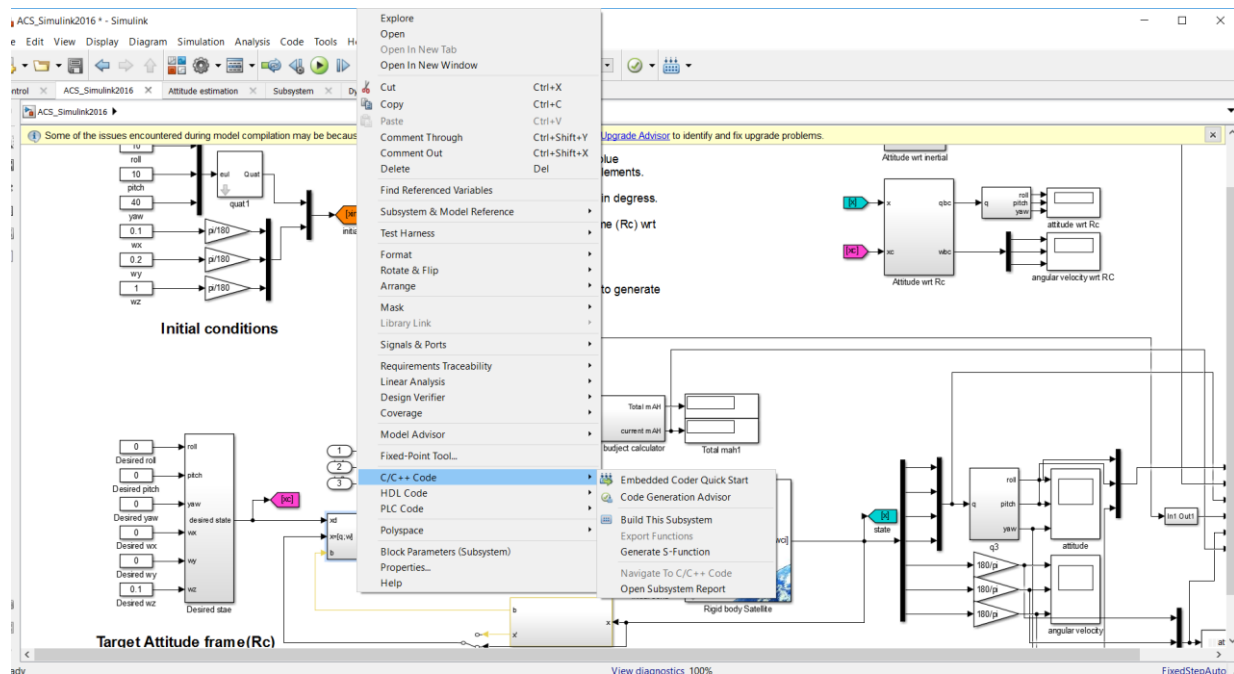 ACS_Simulink2016 * - Simulink
Edit View Display Diagram Simulation Analysis Code Tools
ntrol
ACS_Simulink2016
Attitude estimation
Subsystem
ACS_Simulink2016
Some of the issues encountered during model compilation may be becaus
Upgrade Advisor to identify and fix upgrade problems.
Explore
Open
Open In New Tab
Open In New Window
Cut Ctrl+X
Copy Ctrl+C
Paste Ctrl+V
Comment Through Ctrl+Shift+Y
Comment Out Ctrl+Shift+X
Delete Del
Find Referenced Variables
Subsystem & Model Reference
Test Harness
Format
Rotate & Flip
Arrange
Mask
Library Link
Signals & Ports
Requirements Traceability
Linear Analysis
Design Verifier
Coverage
Model Advisor
Fixed-Point Tool...
C/C++ Code
HDL Code
PLC Code
Polyspace
Block Parameters (Subsystem)
Properties...
Help
Embedded Coder Quick Start
Code Generation Advisor
Build This Subsystem
Export Functions
Generate S-Function
Navigate To C/C++ Code
Open Subsystem Report
10
roll
10
pitch
40
yaw
0.1
wx
0.2
wy
1
wz
eul Quat
quat1
pi/180
pi/180
pi/180
Initial conditions
lements.
in degress.
ne (Rc) wrt
to generate
Attitude wrt inertial
[x]
x
[xc]
xc
qbc
wbc
Attitude wrt Rc
q
roll
pitch
yaw
attitude wrt Rc
angular velocity wrt RC
Total mAH
current mAH
budject calculator
Total mah1
0
Desired roll
0
Desired pitch
0
Desired yaw
0
Desired wx
0
Desired wy
0.1
Desired wz
roll
pitch
yaw
desired state
wx
wy
wz
Desired stae
[xc]
1
2
3
xd
x=[q;w]
b
b
x'
x
Rigid body Satellite
[x]
state
q
roll
pitch
yaw
q3
180/pi
180/pi
180/pi
attitude
angular velocity
In1 Out1
at
Target Attitude frame(Rc)
View diagnostics 100%
FixedStepAuto